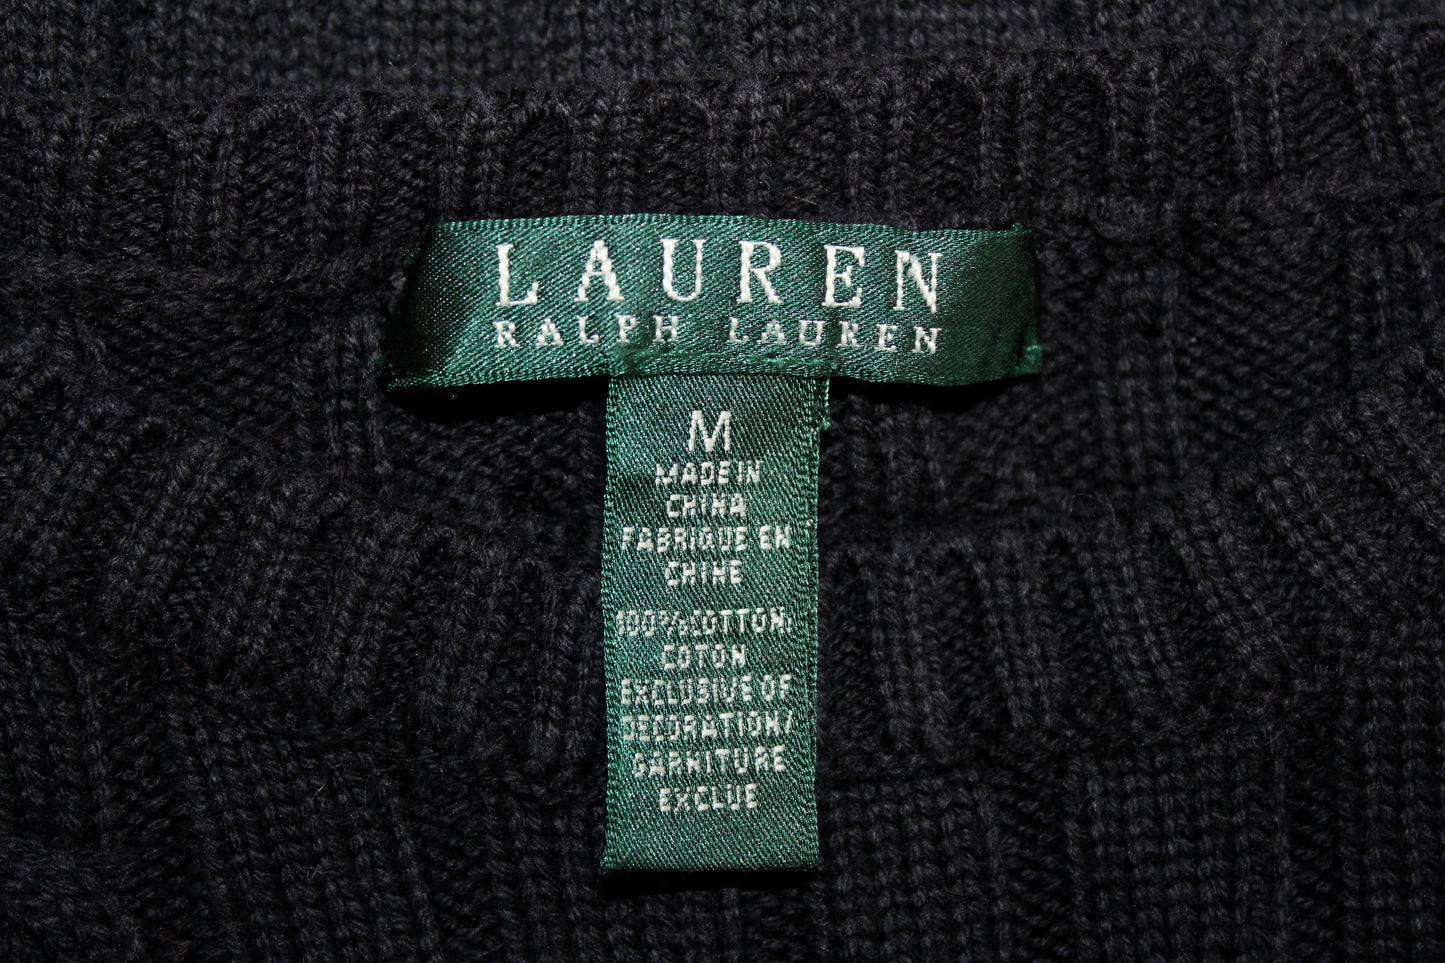 LAUREN
RALPH LAUREN
M
MADE IN
CHINA
FABRIQUE EN
CHINE
100% COTTON/
COTON
EXCLUSIVE OF
DECORATION/
GARNITURE
EXCLUE